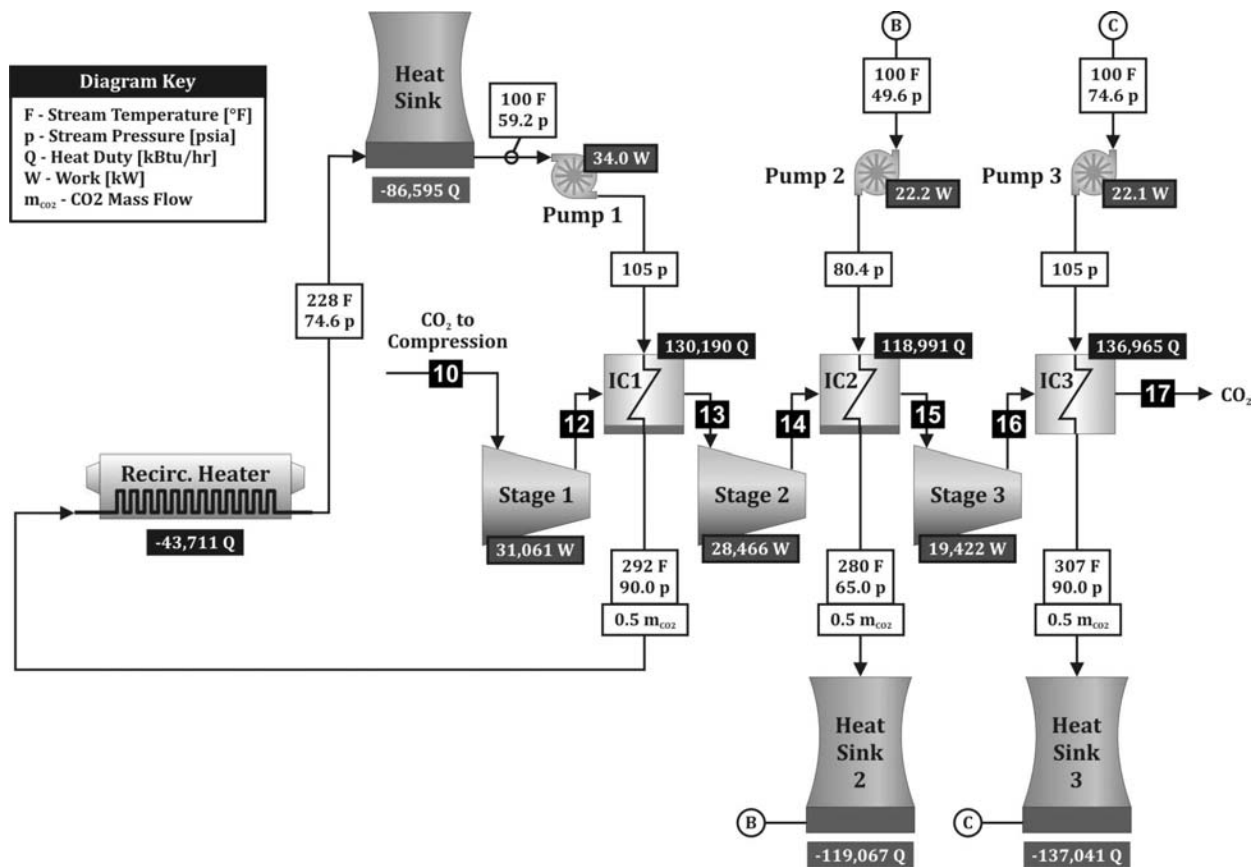 Diagram Key
F - Stream Temperature [°F]
p - Stream Pressure [psia]
Q - Heat Duty [kBtu/hr]
W - Work [kW]
m_CO2 - CO2 Mass Flow
Heat
Sink
-86,595 Q
100 F
59.2 p
34.0 W
Pump 1
B
100 F
49.6 p
Pump 2
22.2 W
C
100 F
74.6 p
Pump 3
22.1 W
105 p
80.4 p
105 p
228 F
74.6 p
CO₂ to
Compression
10
12
IC1
130,190 Q
13
14
IC2
118,991 Q
15
16
IC3
136,965 Q
17
CO₂
Recirc. Heater
-43,711 Q
Stage 1
31,061 W
Stage 2
28,466 W
Stage 3
19,422 W
292 F
90.0 p
0.5 m_CO2
280 F
65.0 p
0.5 m_CO2
307 F
90.0 p
0.5 m_CO2
Heat
Sink
2
B
-119,067 Q
Heat
Sink
3
C
-137,041 Q